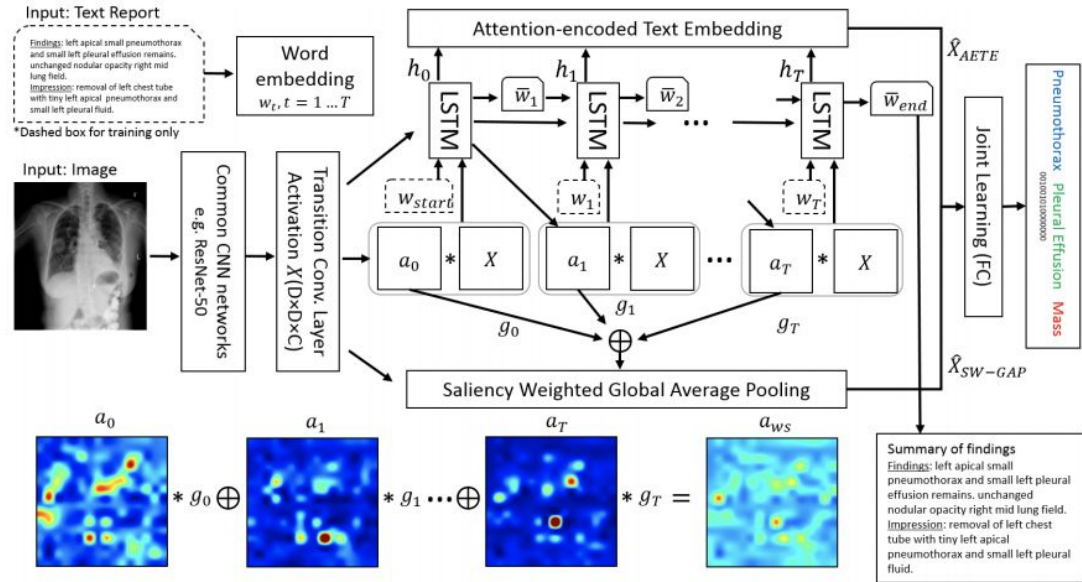 Input: Text Report
Findings: left apical small pneumothorax
and small left pleural effusion remains.
unchanged nodular opacity right mid
lung field.
Impression: removal of left chest tube
with tiny left apical pneumothorax and
small left pleural fluid.
*Dashed box for training only
Word
embedding
w_t, t = 1 … T
Attention-encoded Text Embedding
h_0
h_1
h_T
LSTM
LSTM
LSTM
w̅_1
w̅_2
…
w̅_end
X̂_AETE
Input: Image
Common CNN networks
e.g. ResNet-50
Transition Conv. Layer
Activation X(D×D×C)
w_start
w_1
w_T
a_0 * X
a_1 * X
…
a_T * X
g_0
g_1
g_T
⊕
Saliency Weighted Global Average Pooling
X̂_SW−GAP
Joint Learning (FC)
Pneumothorax Pleural Effusion Mass
001001010000000
a_0
a_1
a_T
a_ws
* g_0 ⊕ * g_1 … ⊕ * g_T =
Summary of findings
Findings: left apical small
pneumothorax and small left pleural
effusion remains. unchanged
nodular opacity right mid lung field.
Impression: removal of left chest
tube with tiny left apical
pneumothorax and small left pleural
fluid.